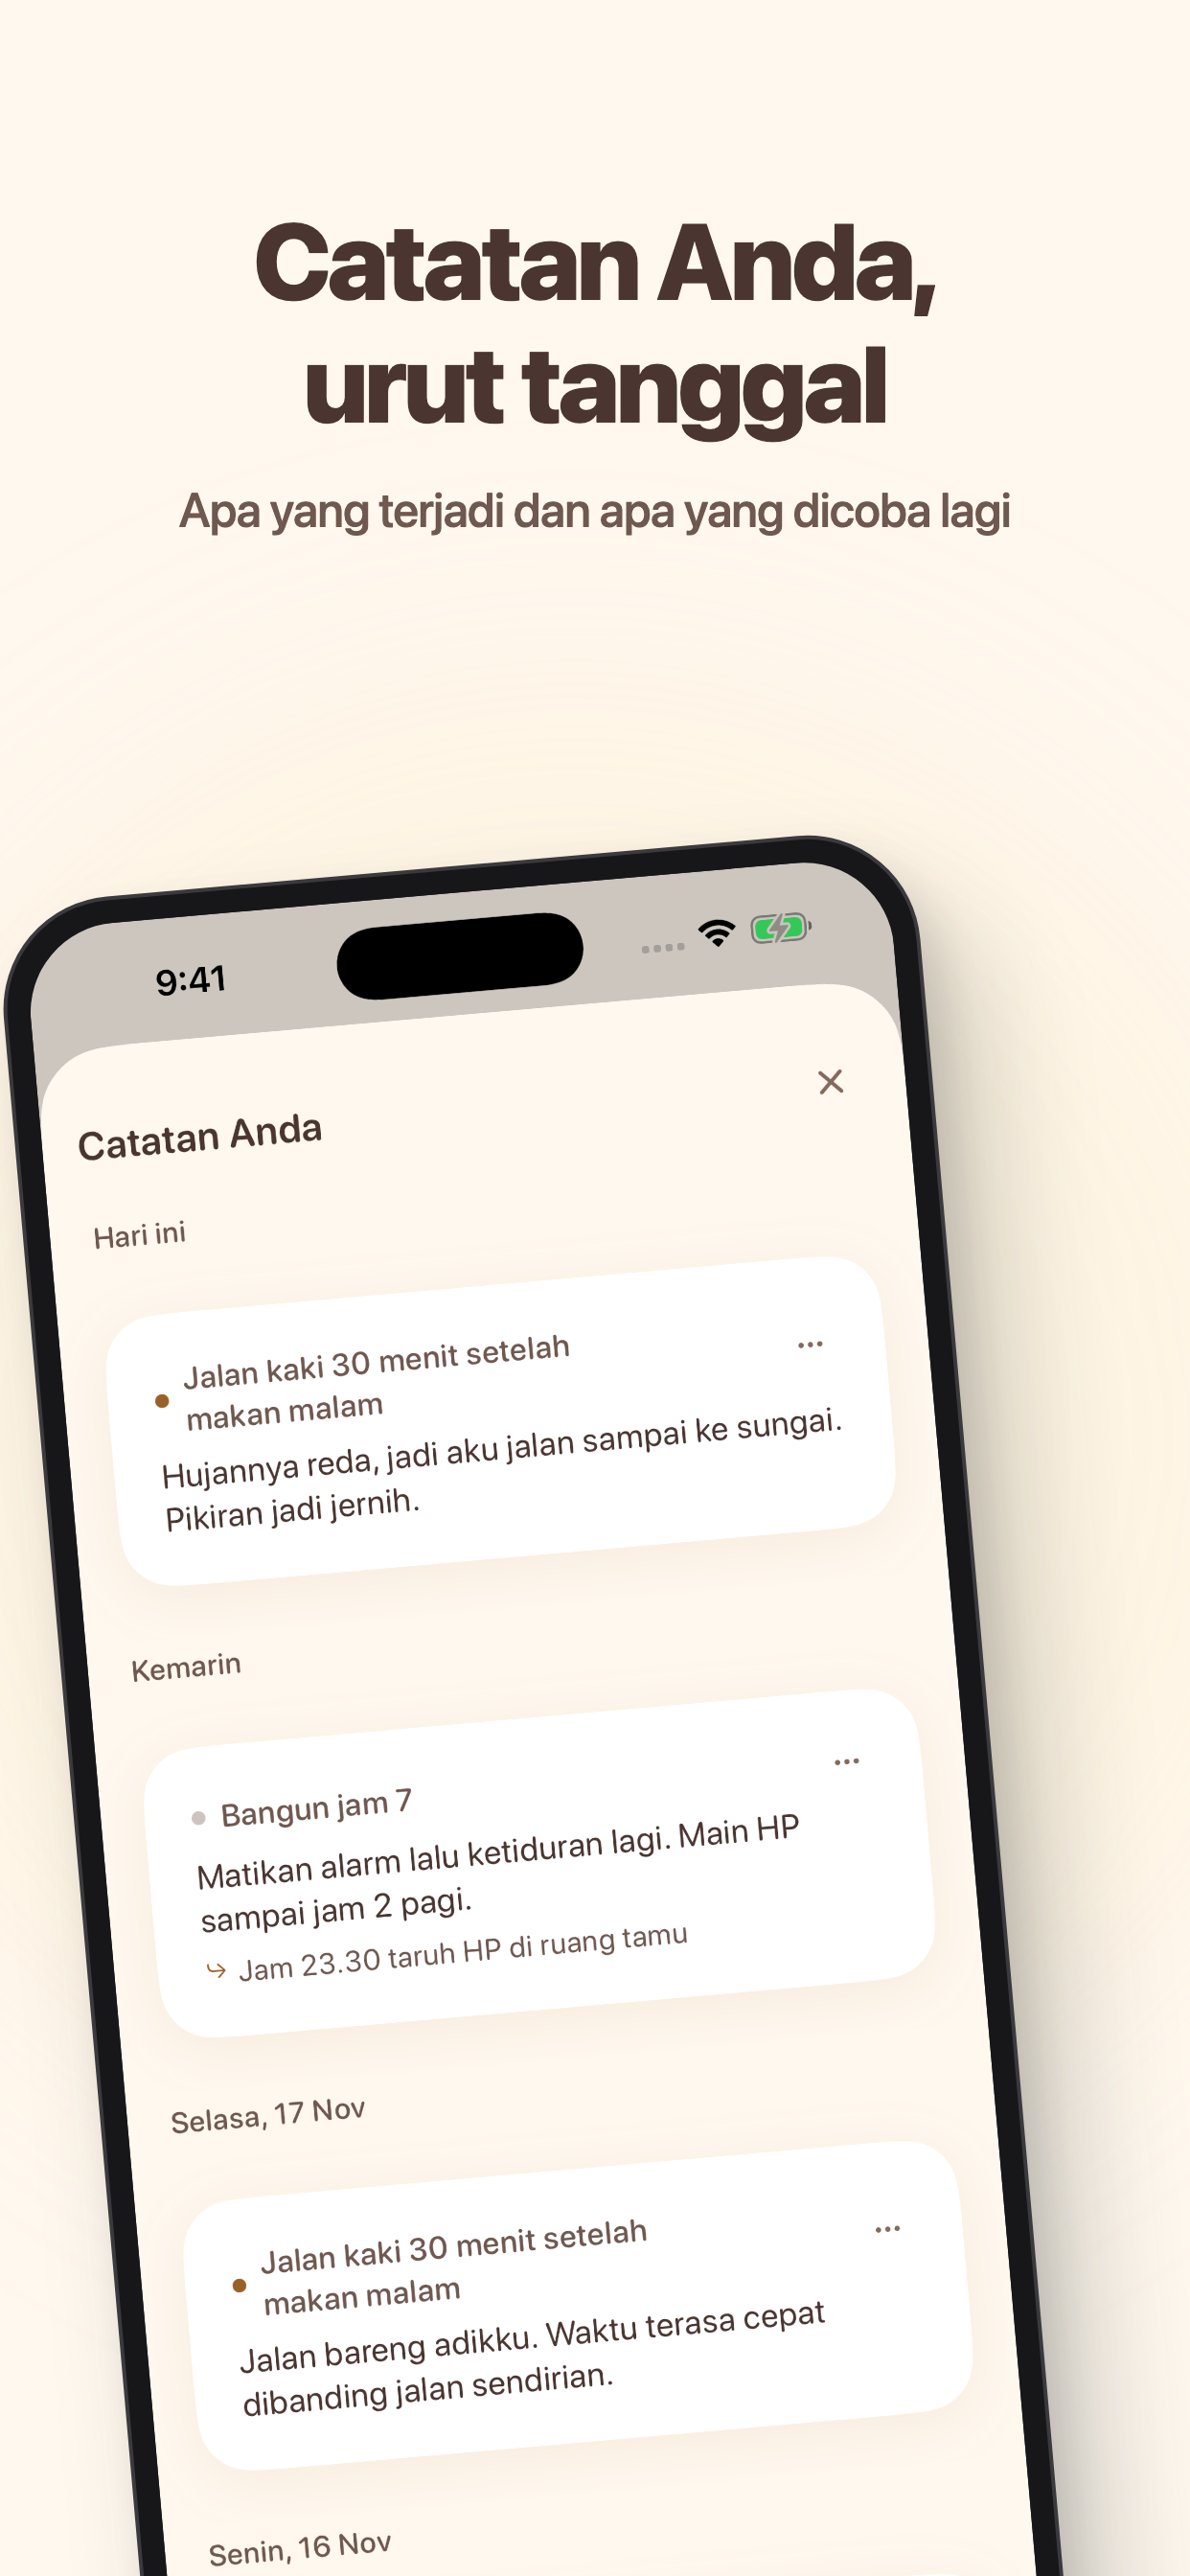 Catatan Anda,
urut tanggal
Apa yang terjadi dan apa yang dicoba lagi
9:41
Catatan Anda
Hari ini
Jalan kaki 30 menit setelah
makan malam
Hujannya reda, jadi aku jalan sampai ke sungai.
Pikiran jadi jernih.
Kemarin
Bangun jam 7
Matikan alarm lalu ketiduran lagi. Main HP
sampai jam 2 pagi.
Jam 23.30 taruh HP di ruang tamu
Selasa, 17 Nov
Jalan kaki 30 menit setelah
makan malam
Jalan bareng adikku. Waktu terasa cepat
dibanding jalan sendirian.
Senin, 16 Nov